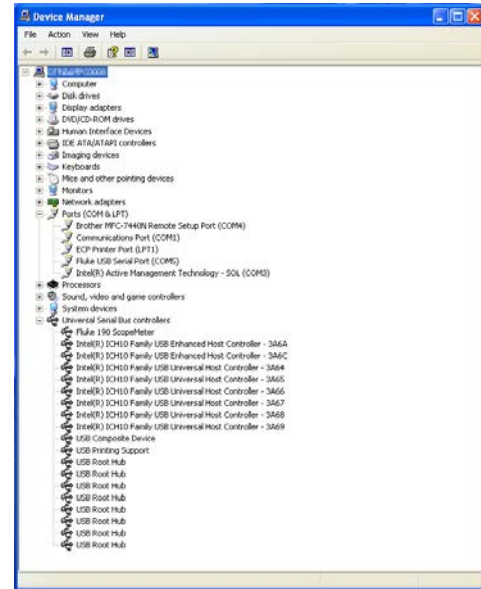 Device Manager
File Action View Help
Computer
Disk drives
Display adapters
DVD/CD-ROM drives
Human Interface Devices
IDE ATA/ATAPI controllers
Imaging devices
Keyboards
Mice and other pointing devices
Monitors
Network adapters
Ports (COM & LPT)
Brother MFC-7440N Remote Setup Port (COM4)
Communications Port (COM1)
ECP Printer Port (LPT1)
Fluke USB Serial Port (COM5)
Intel(R) Active Management Technology - SOL (COM3)
Processors
Sound, video and game controllers
System devices
Universal Serial Bus controllers
Fluke 190 ScopeMeter
Intel(R) ICH10 Family USB Enhanced Host Controller - 3A6A
Intel(R) ICH10 Family USB Enhanced Host Controller - 3A6C
Intel(R) ICH10 Family USB Universal Host Controller - 3A64
Intel(R) ICH10 Family USB Universal Host Controller - 3A65
Intel(R) ICH10 Family USB Universal Host Controller - 3A66
Intel(R) ICH10 Family USB Universal Host Controller - 3A67
Intel(R) ICH10 Family USB Universal Host Controller - 3A68
Intel(R) ICH10 Family USB Universal Host Controller - 3A69
USB Composite Device
USB Printing Support
USB Root Hub
USB Root Hub
USB Root Hub
USB Root Hub
USB Root Hub
USB Root Hub
USB Root Hub
USB Root Hub